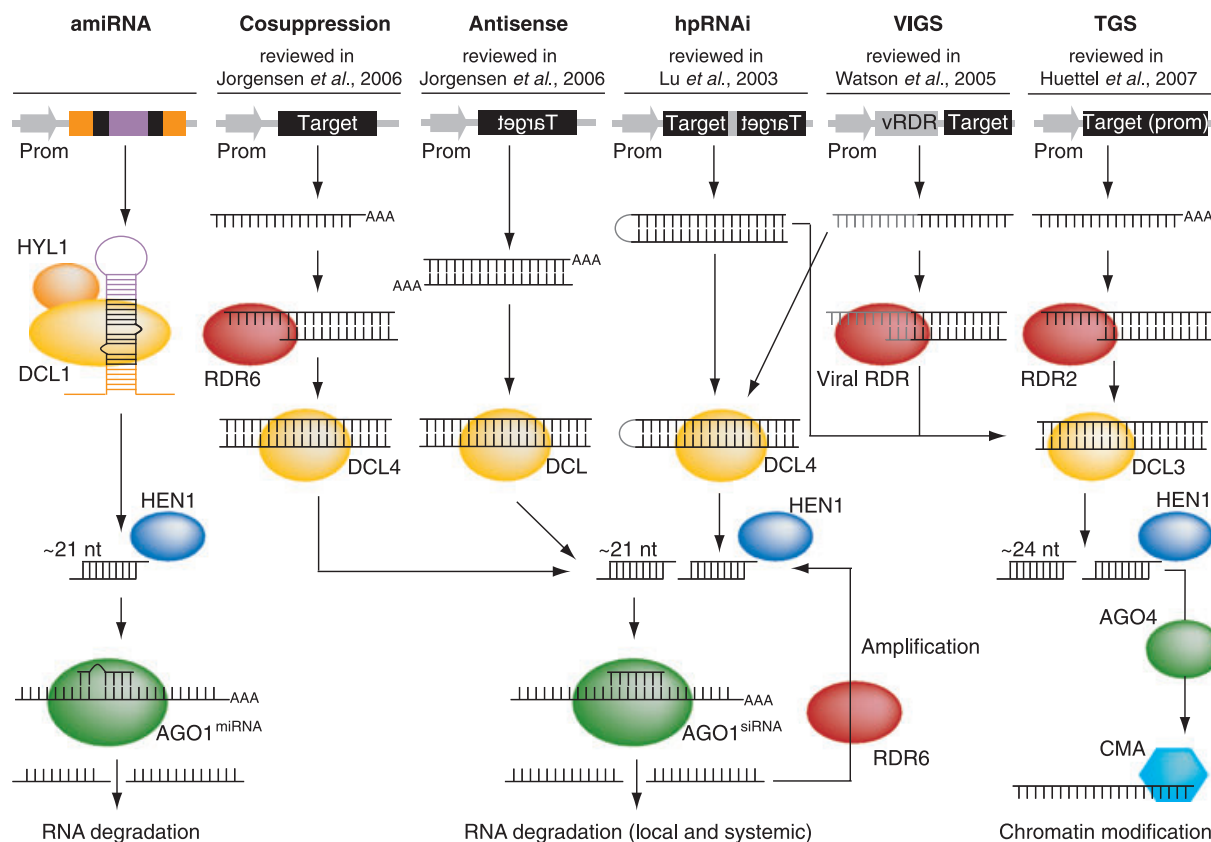 amiRNA
Cosuppression
reviewed in
Jorgensen et al., 2006
Antisense
reviewed in
Jorgensen et al., 2006
hpRNAi
reviewed in
Lu et al., 2003
VIGS
reviewed in
Watson et al., 2005
TGS
reviewed in
Huettel et al., 2007
Prom
Target
Prom
Target
Prom
Target Target
Prom
vRDR Target
Prom
Target (prom)
Prom
AAA
AAA
AAA
AAA
HYL1
DCL1
RDR6
Viral RDR
RDR2
DCL4
DCL
DCL4
DCL3
HEN1
HEN1
HEN1
~21 nt
~21 nt
~24 nt
AGO4
Amplification
AAA
AGO1miRNA
AAA
AGO1siRNA
RDR6
CMA
RNA degradation
RNA degradation (local and systemic)
Chromatin modification